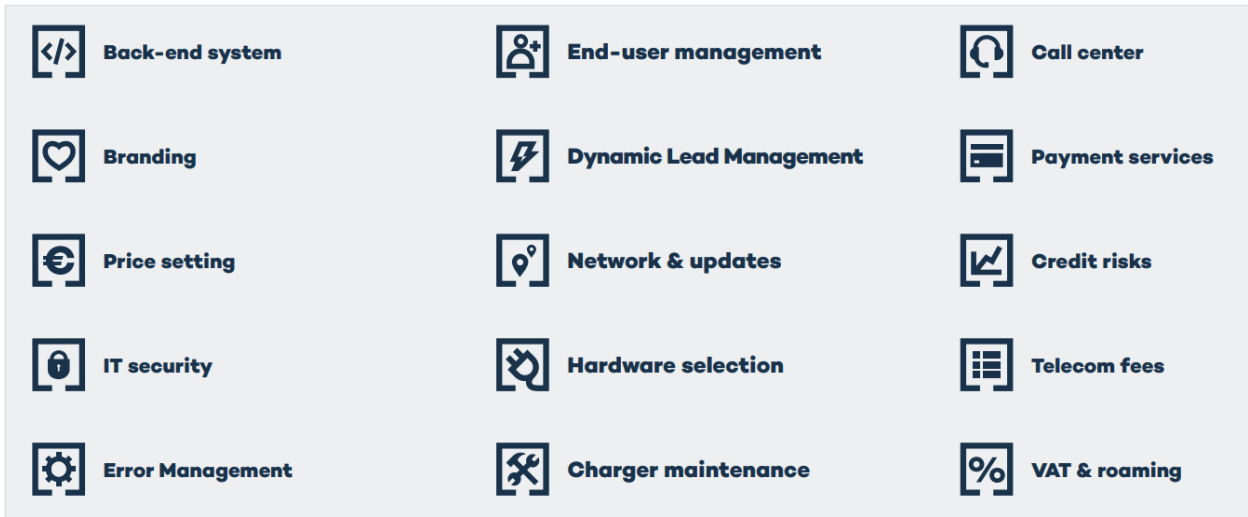 Back-end system
End-user management
Call center
Branding
Dynamic Lead Management
Payment services
Price setting
Network & updates
Credit risks
IT security
Hardware selection
Telecom fees
Error Management
Charger maintenance
VAT & roaming